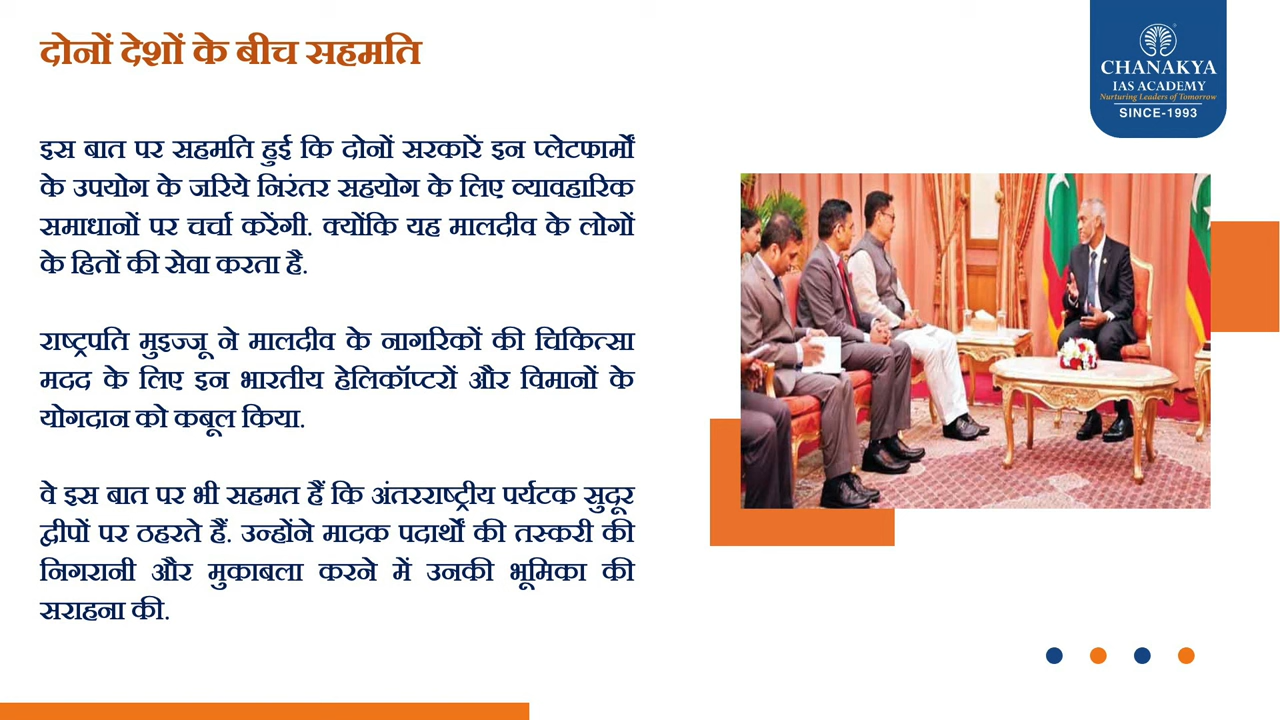 दोनों देशों के बीच सहमति
CHANAKYA
IAS ACADEMY
Nurturing Leaders of Tomorrow
SINCE-1993
इस बात पर सहमति हुई कि दोनों सरकारें इन प्लेटफार्मों
के उपयोग के जरिये निरंतर सहयोग के लिए व्यावहारिक
समाधानों पर चर्चा करेंगी. क्योंकि यह मालदीव के लोगों
के हितों की सेवा करता है.
राष्ट्रपति मुइज्जू ने मालदीव के नागरिकों की चिकित्सा
मदद के लिए इन भारतीय हेलिकॉप्टरों और विमानों के
योगदान को कबूल किया.
वे इस बात पर भी सहमत हैं कि अंतरराष्ट्रीय पर्यटक सुदूर
द्वीपों पर ठहरते हैं. उन्होंने मादक पदार्थों की तस्करी की
निगरानी और मुकाबला करने में उनकी भूमिका की
सराहना की.